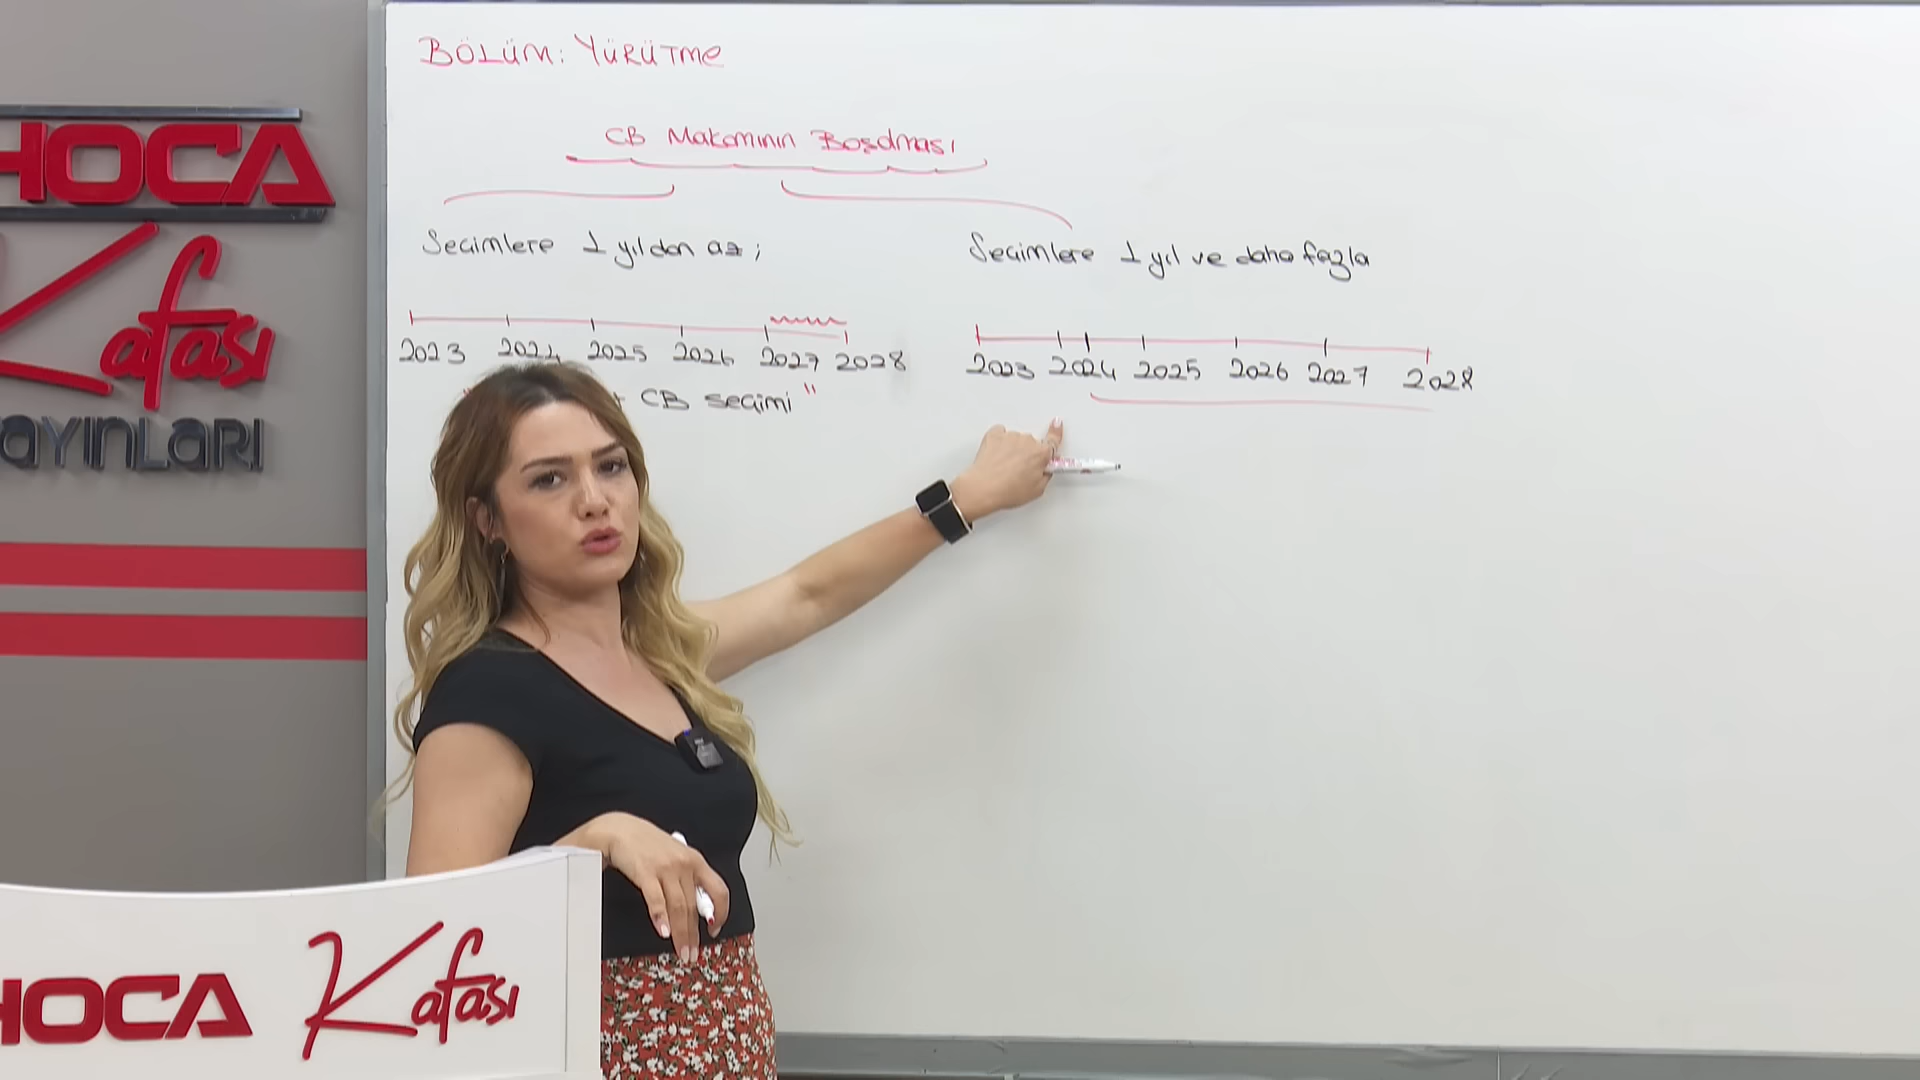 BÖLÜM: YÜRÜTME
CB Makamının Boşalması
Seçimlere 1 yıldan az;
Seçimlere 1 yıl ve daha fazla
2023 2024 2025 2026 2027 2028
2023 2024 2025 2026 2027 2028
" + CB seçimi "
HOCA
Kafası
YAYINLARI
HOCA Kafası